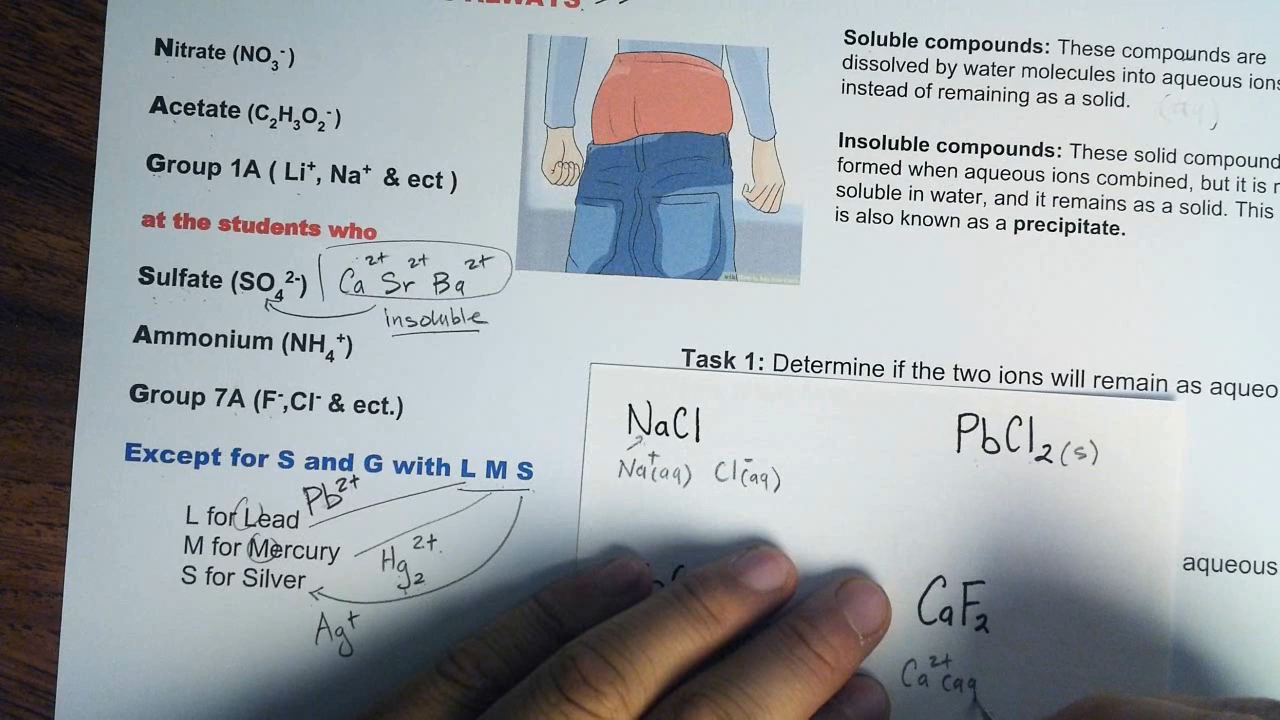 ALWAYS.
Nitrate (NO₃⁻)
Acetate (C₂H₃O₂⁻)
Group 1A ( Li⁺, Na⁺ & ect )
at the students who
Sulfate (SO₄²⁻) | Ca²⁺ Sr²⁺ Ba²⁺
insoluble
Ammonium (NH₄⁺)
Group 7A (F⁻,Cl⁻ & ect.)
Except for S and G with L M S
L for Lead Pb²⁺
M for Mercury Hg₂²⁺
S for Silver
Ag⁺
Soluble compounds: These compounds are
dissolved by water molecules into aqueous ions
instead of remaining as a solid. (aq)
Insoluble compounds: These solid compound
formed when aqueous ions combined, but it is
soluble in water, and it remains as a solid. This
is also known as a precipitate.
Task 1: Determine if the two ions will remain as aqueo
NaCl
Na⁺(aq) Cl⁻(aq)
PbCl₂(s)
aqueous
CaF₂
Ca²⁺(aq